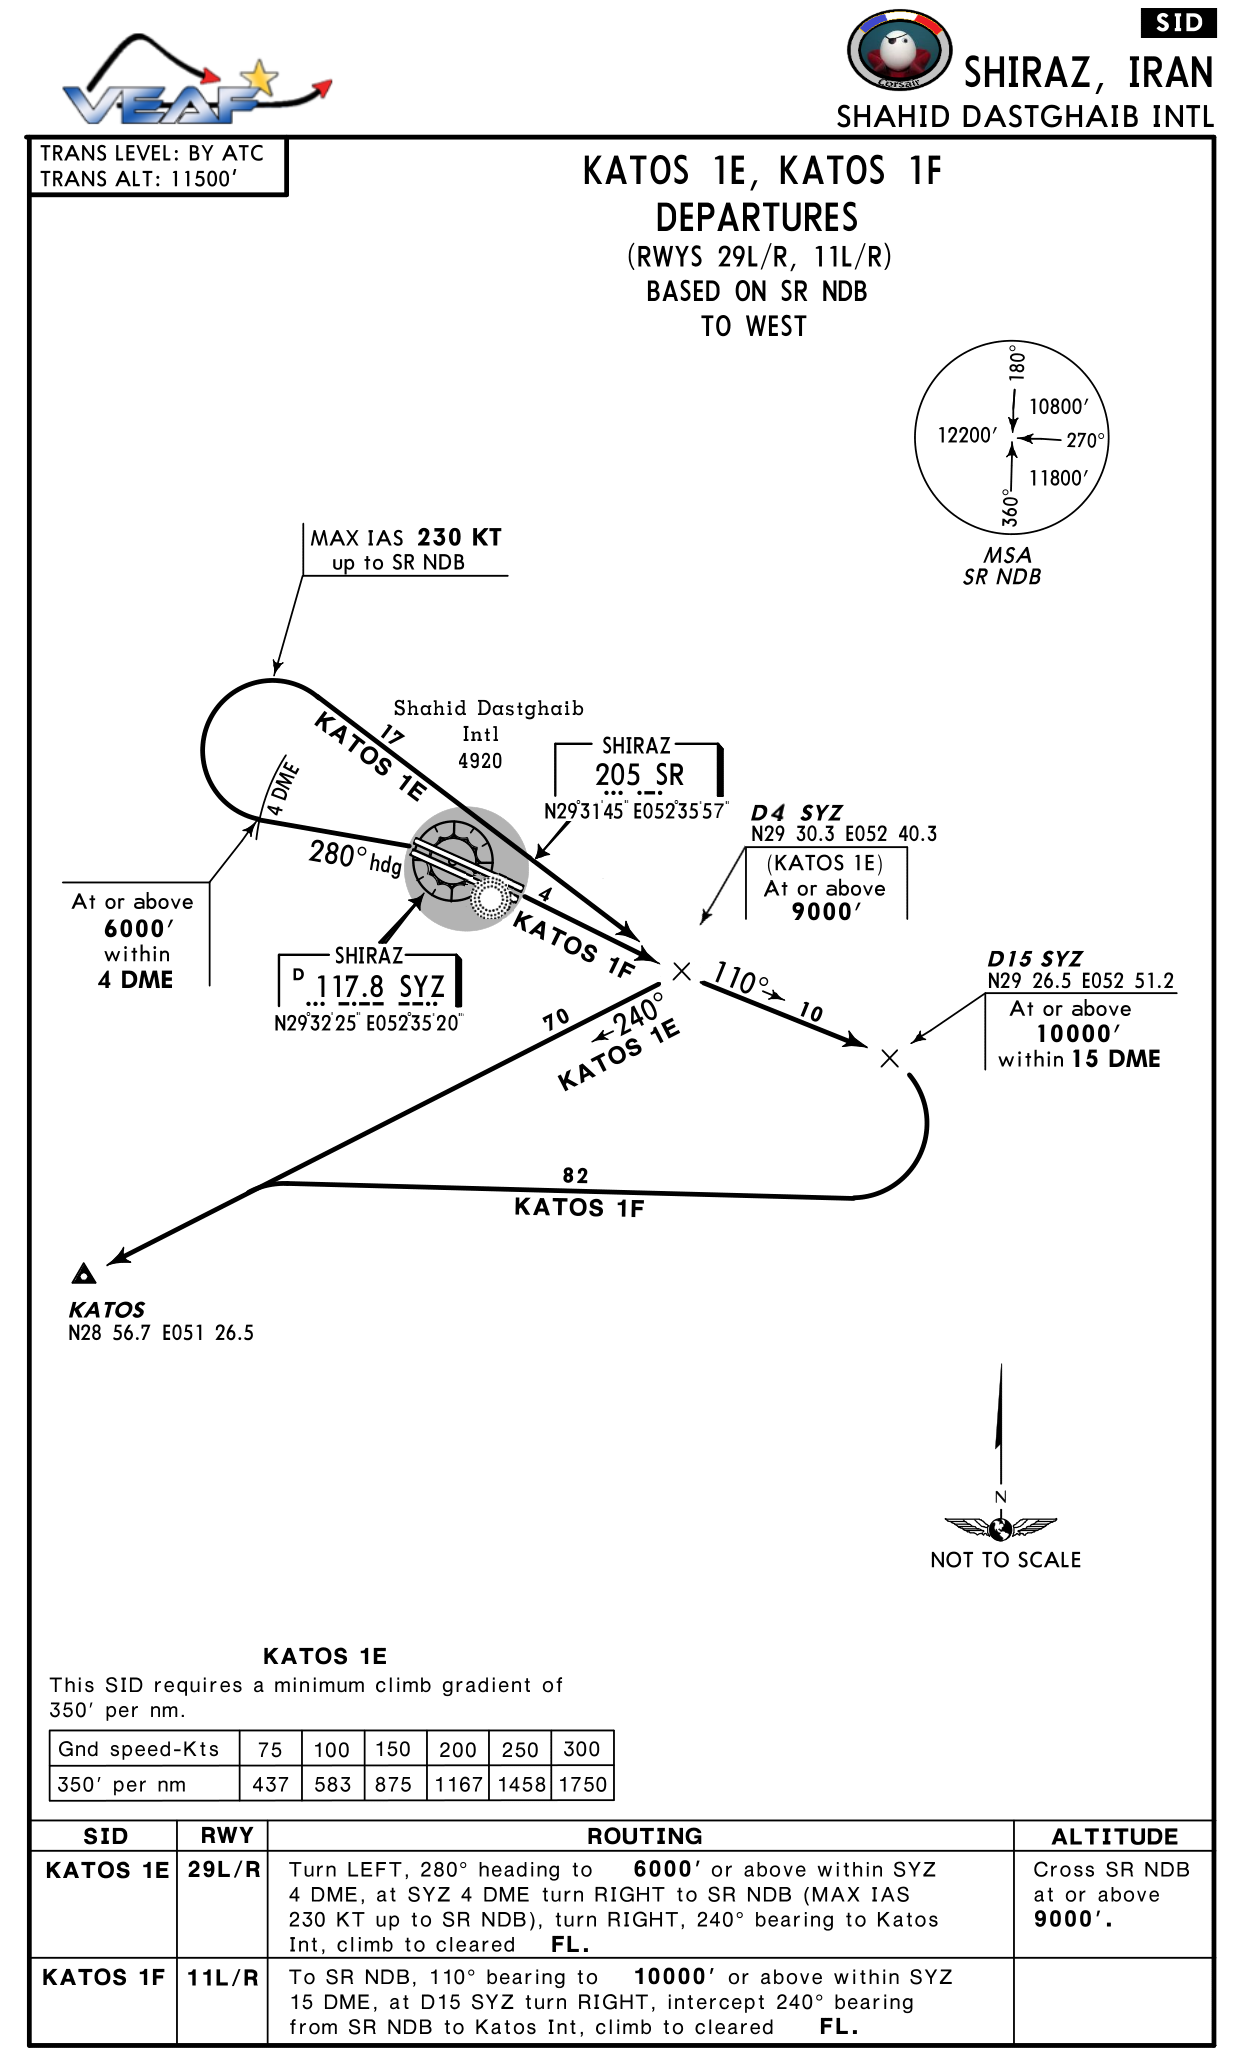 VEAF
Corsair
SID
SHIRAZ, IRAN
SHAHID DASTGHAIB INTL
TRANS LEVEL: BY ATC
TRANS ALT: 11500'
KATOS 1E, KATOS 1F
DEPARTURES
(RWYS 29L/R, 11L/R)
BASED ON SR NDB
TO WEST
180°
10800'
12200'
270°
11800'
360°
MSA
SR NDB
MAX IAS 230 KT
up to SR NDB
17
KATOS 1E
Shahid Dastghaib
Intl
4920
SHIRAZ
205 SR
N29°31'45" E052°35'57"
4 DME
280° hdg
D4 SYZ
N29 30.3 E052 40.3
(KATOS 1E)
At or above
9000'
At or above
6000'
within
4 DME
4
KATOS 1F
SHIRAZ
D 117.8 SYZ
N29°32'25" E052°35'20"
D15 SYZ
N29 26.5 E052 51.2
At or above
10000'
within 15 DME
110°
10
70
240°
KATOS 1E
82
KATOS 1F
KATOS
N28 56.7 E051 26.5
N
NOT TO SCALE
KATOS 1E
This SID requires a minimum climb gradient of
350' per nm.
Gnd speed-Kts 75 100 150 200 250 300
350' per nm 437 583 875 1167 1458 1750
SID RWY ROUTING ALTITUDE
KATOS 1E 29L/R Turn LEFT, 280° heading to 6000' or above within SYZ Cross SR NDB
4 DME, at SYZ 4 DME turn RIGHT to SR NDB (MAX IAS at or above
230 KT up to SR NDB), turn RIGHT, 240° bearing to Katos 9000'.
Int, climb to cleared FL.
KATOS 1F 11L/R To SR NDB, 110° bearing to 10000' or above within SYZ
15 DME, at D15 SYZ turn RIGHT, intercept 240° bearing
from SR NDB to Katos Int, climb to cleared FL.